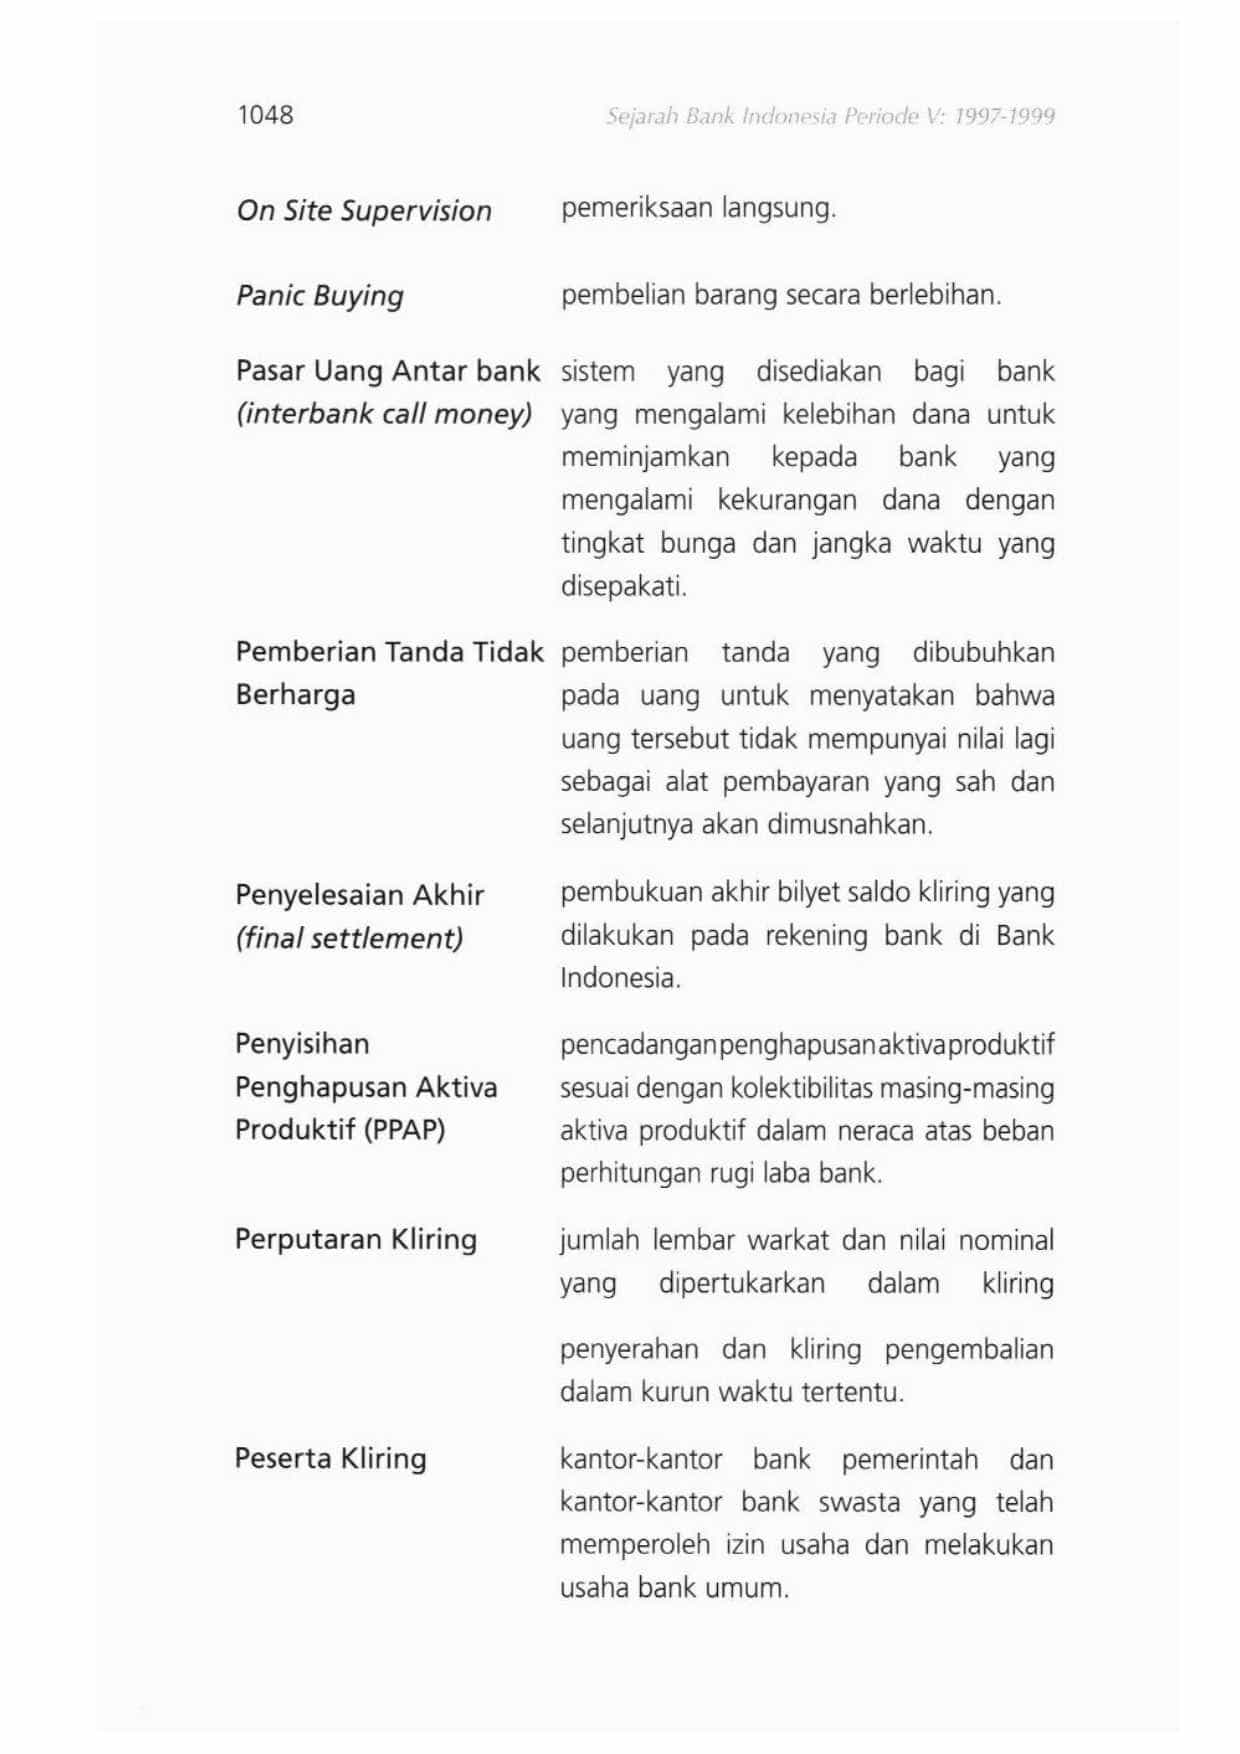 1048 Sejarah Bank Indonesia Periode V: 1997-1999
On Site Supervision pemeriksaan langsung.
Panic Buying pembelian barang secara berlebihan.
Pasar Uang Antar bank sistem yang disediakan bagi bank
(interbank call money) yang mengalami kelebihan dana untuk
meminjamkan kepada bank yang
mengalami kekurangan dana dengan
tingkat bunga dan jangka waktu yang
disepakati.
Pemberian Tanda Tidak pemberian tanda yang dibubuhkan
Berharga pada uang untuk menyatakan bahwa
uang tersebut tidak mempunyai nilai lagi
sebagai alat pembayaran yang sah dan
selanjutnya akan dimusnahkan.
Penyelesaian Akhir pembukuan akhir bilyet saldo kliring yang
(final settlement) dilakukan pada rekening bank di Bank
Indonesia.
Penyisihan pencadangan penghapusan aktiva produktif
Penghapusan Aktiva sesuai dengan kolektibilitas masing-masing
Produktif (PPAP) aktiva produktif dalam neraca atas beban
perhitungan rugi laba bank.
Perputaran Kliring jumlah lembar warkat dan nilai nominal
yang dipertukarkan dalam kliring
penyerahan dan kliring pengembalian
dalam kurun waktu tertentu.
Peserta Kliring kantor-kantor bank pemerintah dan
kantor-kantor bank swasta yang telah
memperoleh izin usaha dan melakukan
usaha bank umum.